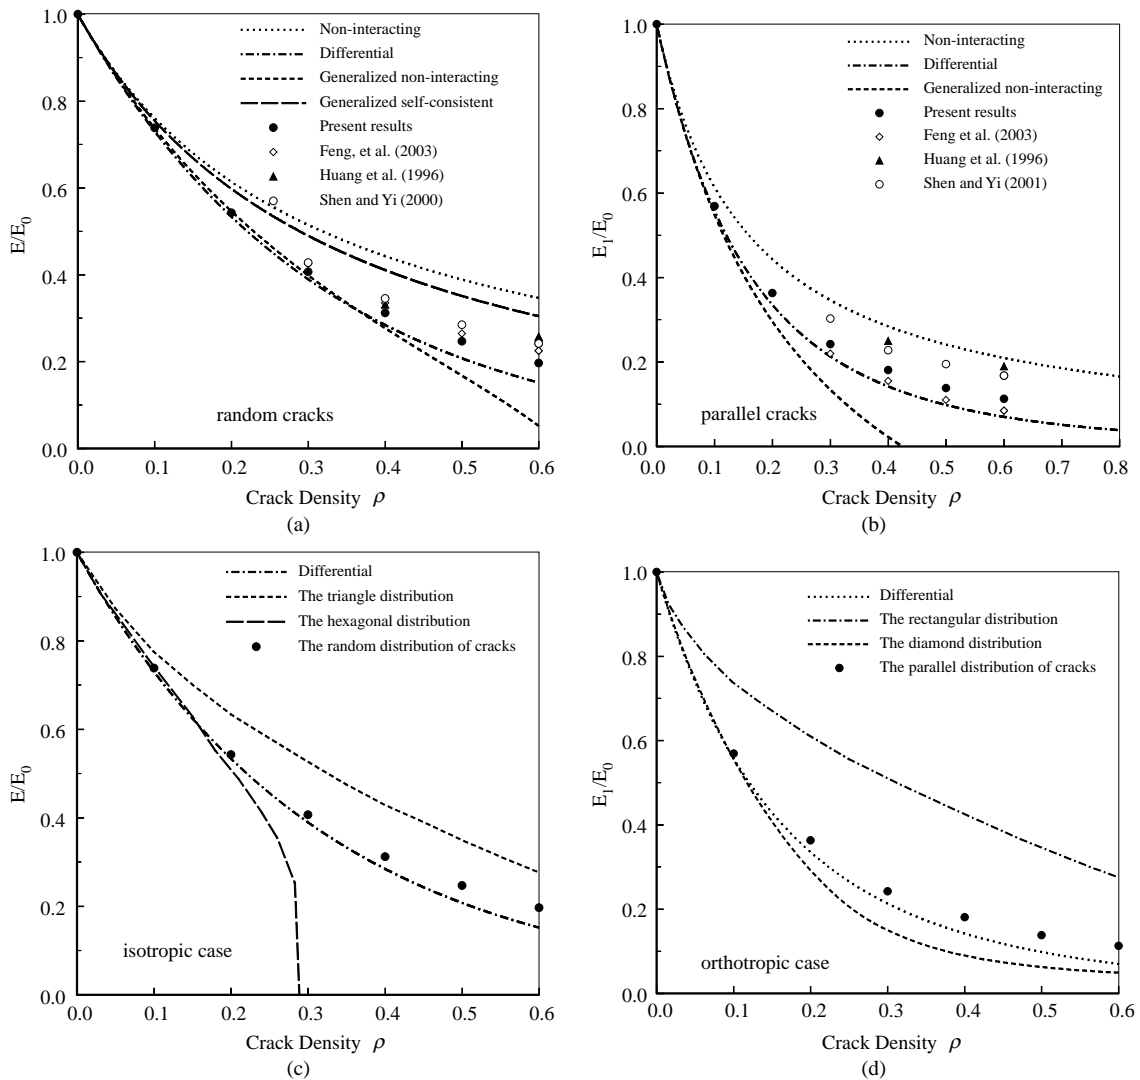 1.0
0.8
0.6
0.4
0.2
0.0
E/E0
Non-interacting
Differential
Generalized non-interacting
Generalized self-consistent
Present results
Feng, et al. (2003)
Huang et al. (1996)
Shen and Yi (2000)
random cracks
0.0 0.1 0.2 0.3 0.4 0.5 0.6
Crack Density ρ
(a)
1.0
0.8
0.6
0.4
0.2
0.0
E1/E0
Non-interacting
Differential
Generalized non-interacting
Present results
Feng et al. (2003)
Huang et al. (1996)
Shen and Yi (2001)
parallel cracks
0.0 0.1 0.2 0.3 0.4 0.5 0.6 0.7 0.8
Crack Density ρ
(b)
1.0
0.8
0.6
0.4
0.2
0.0
E/E0
Differential
The triangle distribution
The hexagonal distribution
The random distribution of cracks
isotropic case
0.0 0.1 0.2 0.3 0.4 0.5 0.6
Crack Density ρ
(c)
1.0
0.8
0.6
0.4
0.2
0.0
E1/E0
Differential
The rectangular distribution
The diamond distribution
The parallel distribution of cracks
orthotropic case
0.0 0.1 0.2 0.3 0.4 0.5 0.6
Crack Density ρ
(d)